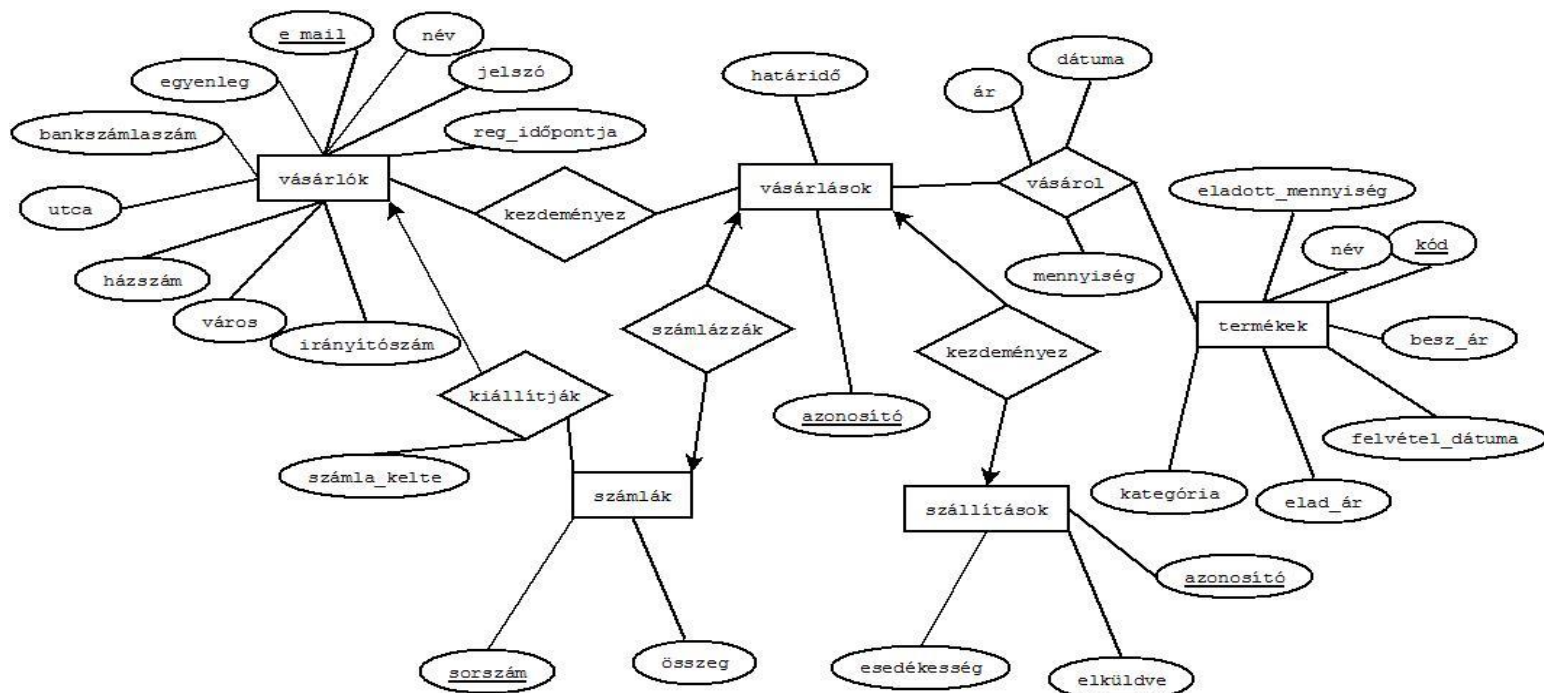 e_mail
név
jelszó
egyenleg
bankszámlaszám
reg_időpontja
vásárlók
utca
házszám
város
irányítószám
kezdeményez
határidő
vásárlások
ár
dátuma
vásárol
mennyiség
eladott_mennyiség
név
kód
termékek
besz_ár
felvétel_dátuma
elad_ár
kategória
számlázzák
kezdeményez
kiállítják
számla_kelte
azonosító
számlák
szállítások
azonosító
sorszám
összeg
esedékesség
elküldve